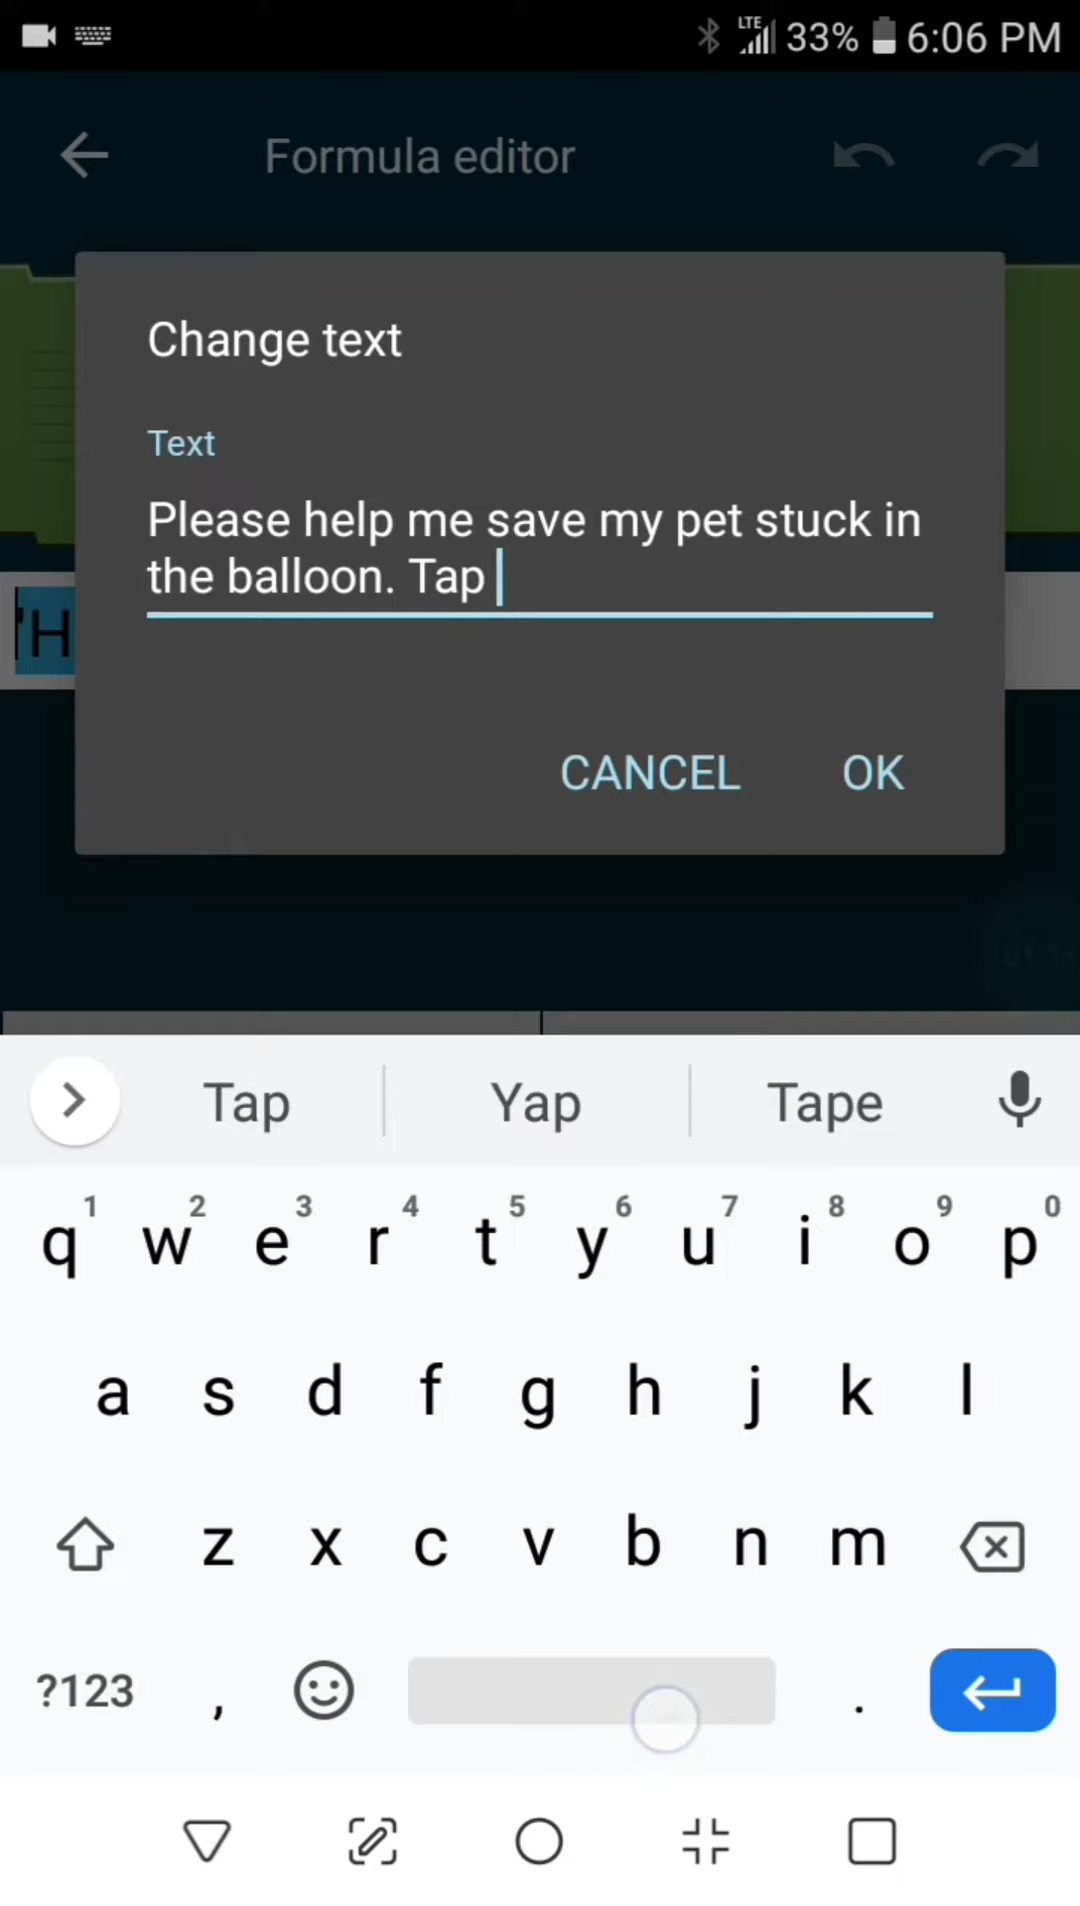 LTE 33% 6:06 PM
Formula editor
Change text
Text
Please help me save my pet stuck in
the balloon. Tap
'H
CANCEL OK
Tap Yap Tape
1 2 3 4 5 6 7 8 9 0
q w e r t y u i o p
a s d f g h j k l
z x c v b n m
?123 , .